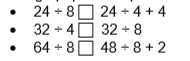 • 24 ÷ 8 □ 24 ÷ 4 + 4
• 32 ÷ 4 □ 32 ÷ 8
• 64 ÷ 8 □ 48 ÷ 8 + 2